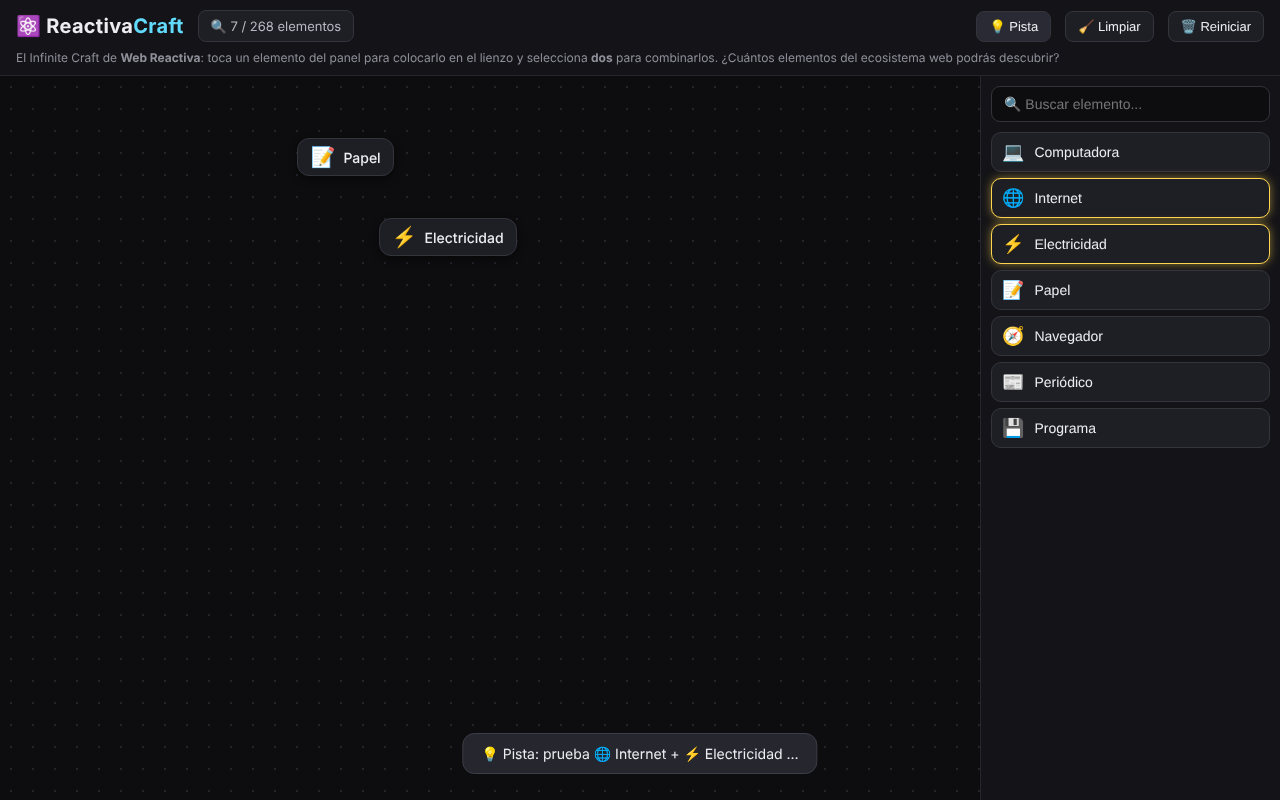 ReactivaCraft
7 / 268 elementos
Pista
Limpiar
Reiniciar
El Infinite Craft de Web Reactiva: toca un elemento del panel para colocarlo en el lienzo y selecciona dos para combinarlos. ¿Cuántos elementos del ecosistema web podrás descubrir?
Papel
Electricidad
Buscar elemento...
Computadora
Internet
Electricidad
Papel
Navegador
Periódico
Programa
Pista: prueba 🌐 Internet + ⚡ Electricidad ...